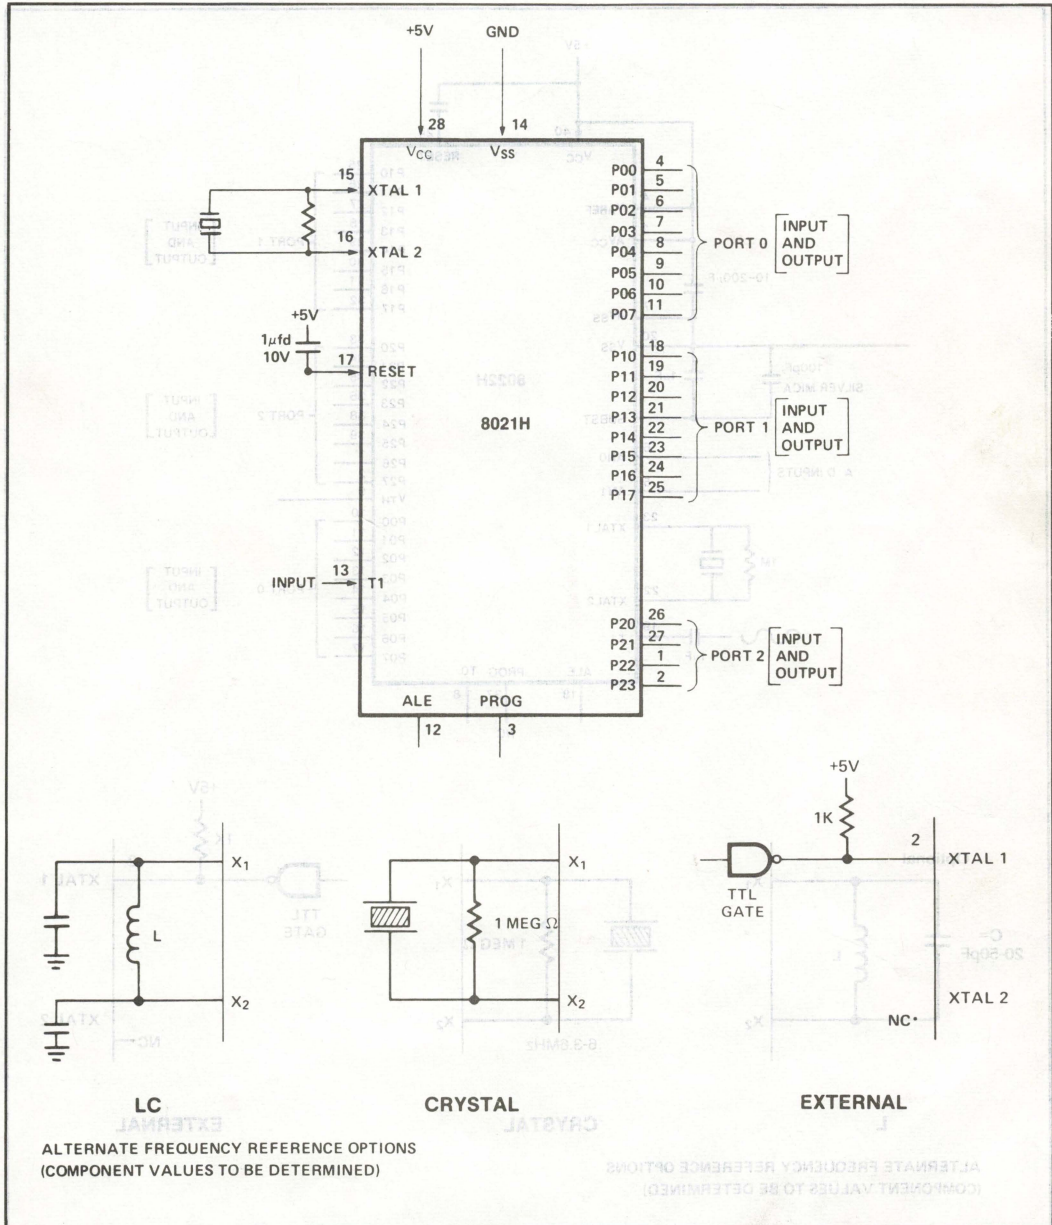 +5V GND
28 14
VCC VSS
15 XTAL 1
16 XTAL 2
+5V
1μfd
10V
17 RESET
8021H
INPUT 13 T1
P00 4
P01 5
P02 6
P03 7
P04 8
P05 9
P06 10
P07 11
PORT 0 [INPUT
AND
OUTPUT]
P10 18
P11 19
P12 20
P13 21
P14 22
P15 23
P16 24
P17 25
PORT 1 [INPUT
AND
OUTPUT]
P20 26
P21 27
P22 1
P23 2
PORT 2 [INPUT
AND
OUTPUT]
ALE PROG
12 3
X1
L
X2
LC
X1
1 MEG Ω
X2
CRYSTAL
+5V
1K
2
XTAL 1
TTL
GATE
XTAL 2
NC•
EXTERNAL
ALTERNATE FREQUENCY REFERENCE OPTIONS
(COMPONENT VALUES TO BE DETERMINED)